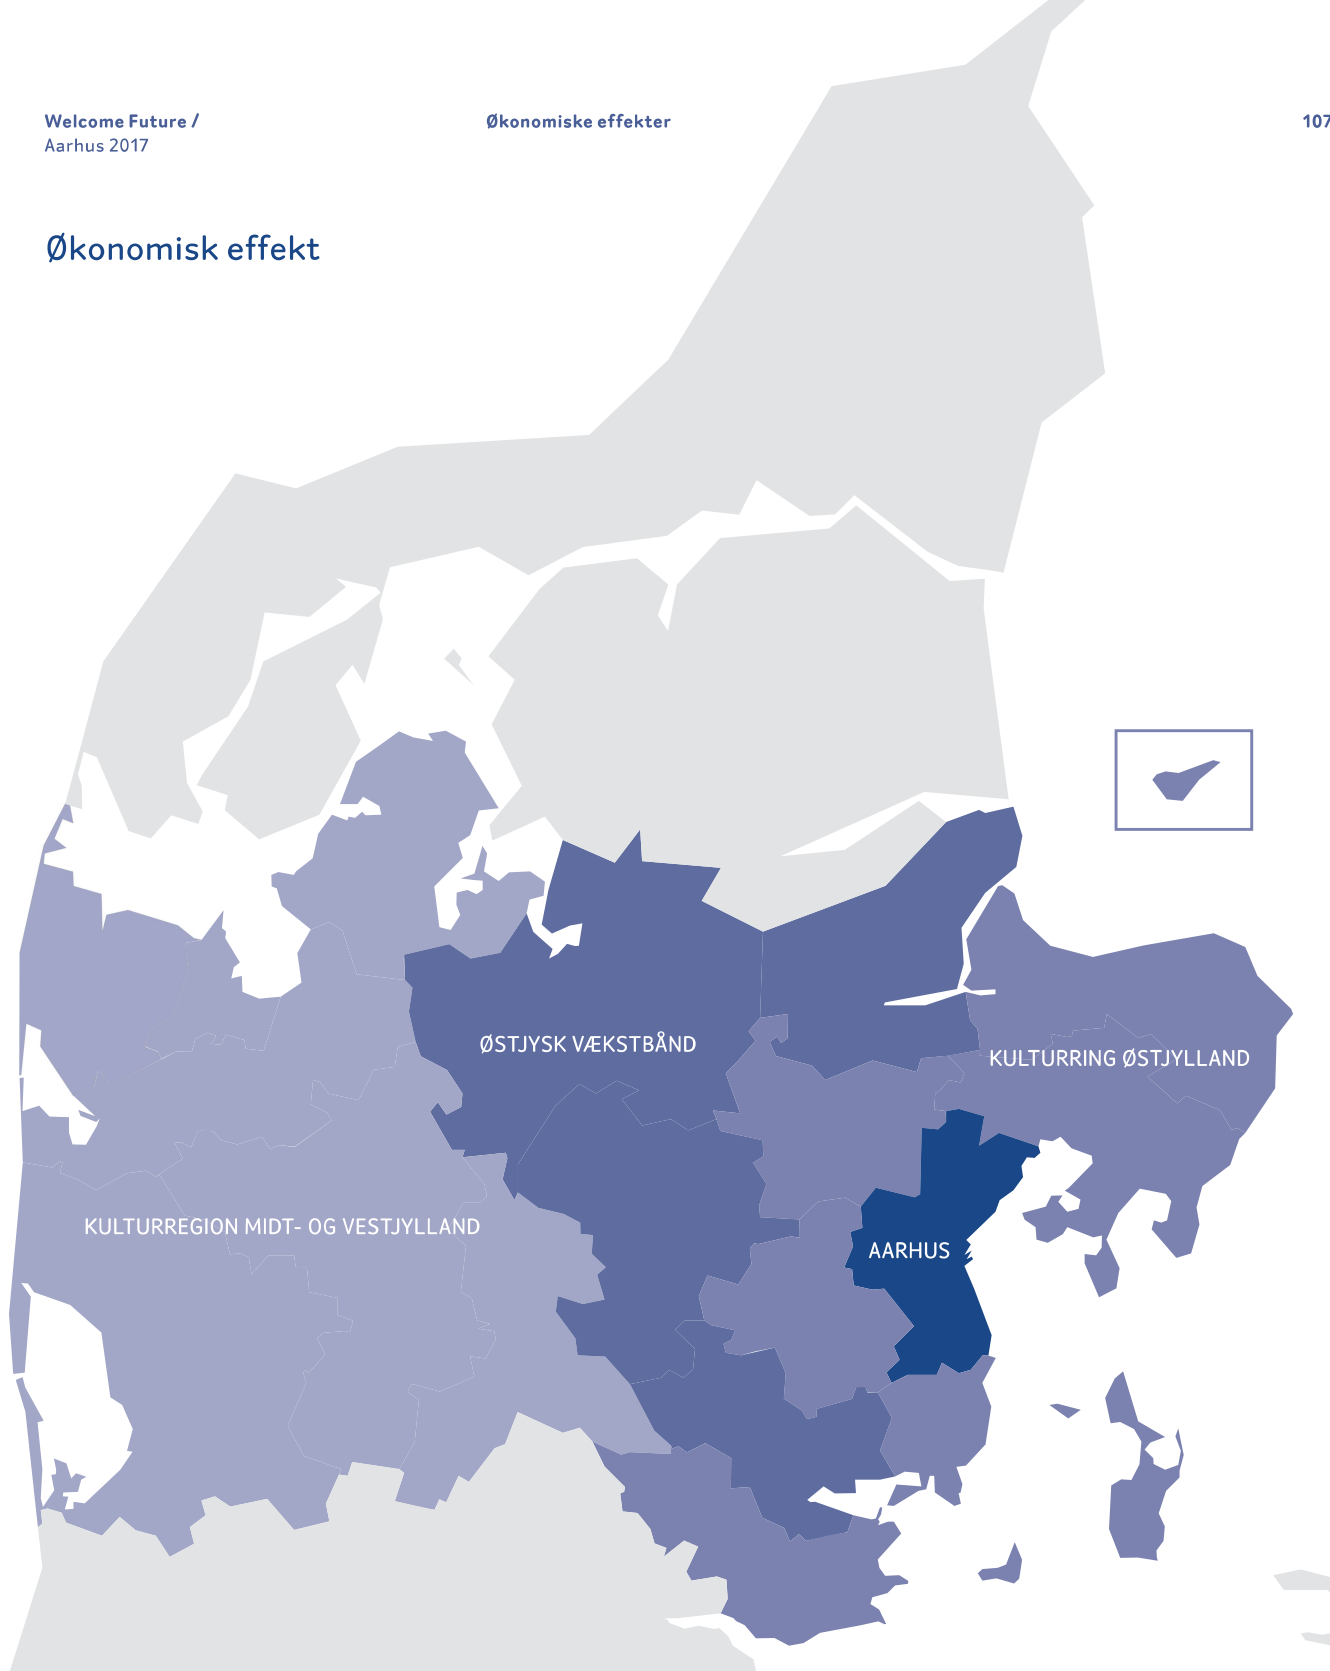 Welcome Future /
Aarhus 2017
Økonomiske effekter
107
Økonomisk effekt
ØSTJYSK VÆKSTBÅND
KULTURRING ØSTJYLLAND
KULTURREGION MIDT- OG VESTJYLLAND
AARHUS